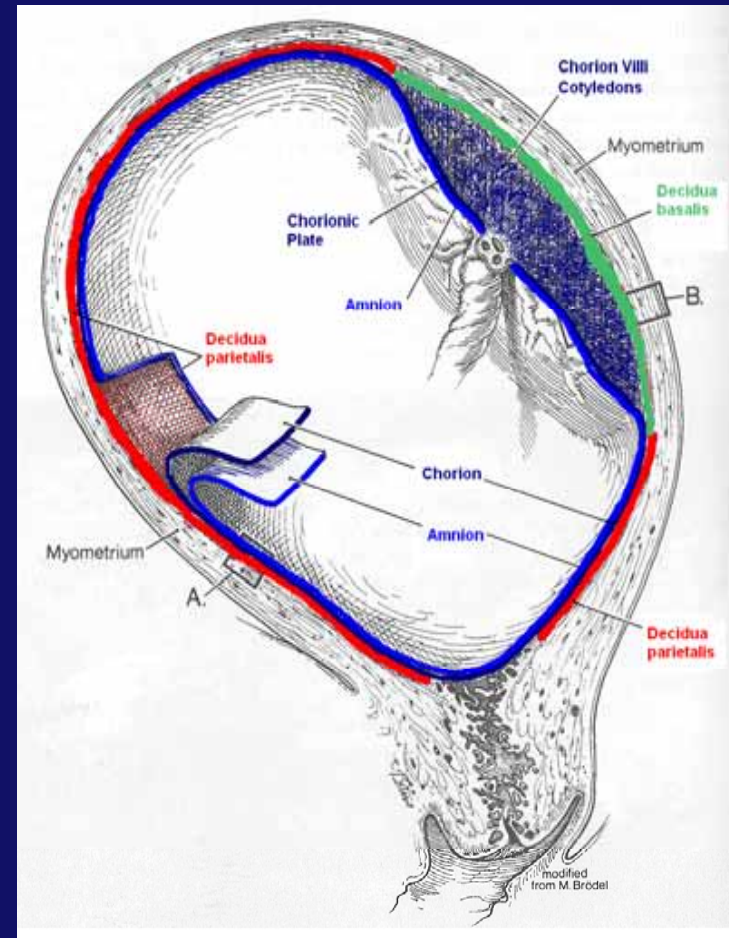 Chorion Villi
Cotyledons
Myometrium
Decidua
basalis
Chorionic
Plate
B.
Amnion
Decidua
parietalis
Chorion
Amnion
Myometrium
A.
Decidua
parietalis
modified
from M. Brödel